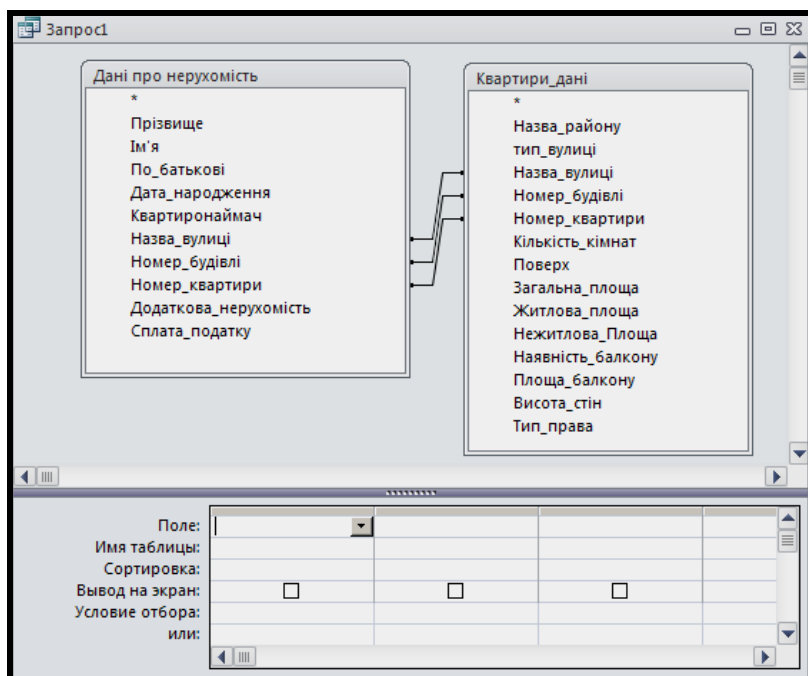 Запрос1
Дані про нерухомість
*
Прізвище
Ім'я
По_батькові
Дата_народження
Квартиронаймач
Назва_вулиці
Номер_будівлі
Номер_квартири
Додаткова_нерухомість
Сплата_податку
Квартири_дані
*
Назва_району
тип_вулиці
Назва_вулиці
Номер_будівлі
Номер_квартири
Кількість_кімнат
Поверх
Загальна_площа
Житлова_площа
Нежитлова_Площа
Наявність_балкону
Площа_балкону
Висота_стін
Тип_права
Поле:
Имя таблицы:
Сортировка:
Вывод на экран:
Условие отбора:
или: